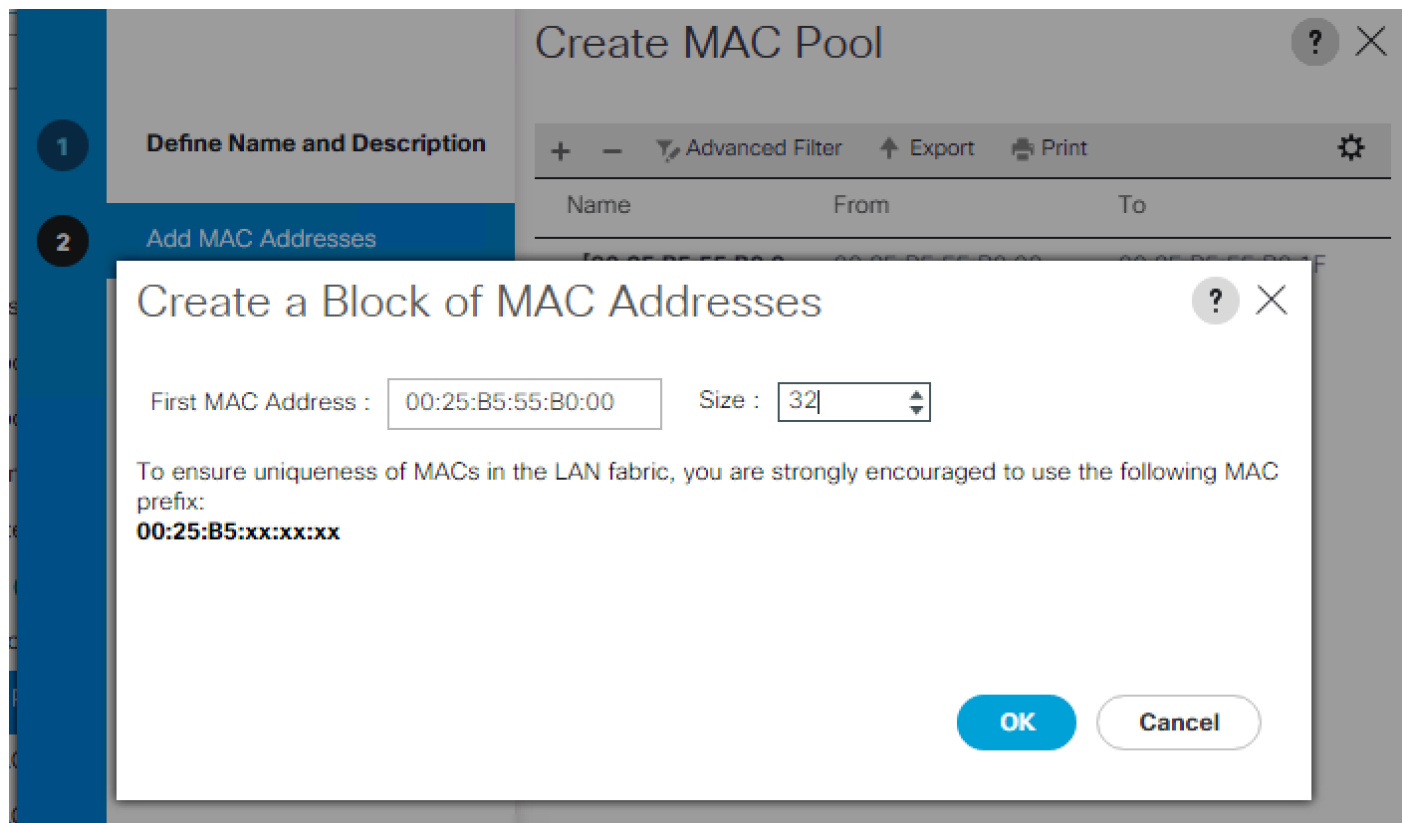 Create MAC Pool
?
1
Define Name and Description
+ − Advanced Filter Export Print
Name From To
2
Add MAC Addresses
Create a Block of MAC Addresses
?
First MAC Address : 00:25:B5:55:B0:00 Size : 32
To ensure uniqueness of MACs in the LAN fabric, you are strongly encouraged to use the following MAC
prefix:
00:25:B5:xx:xx:xx
OK Cancel